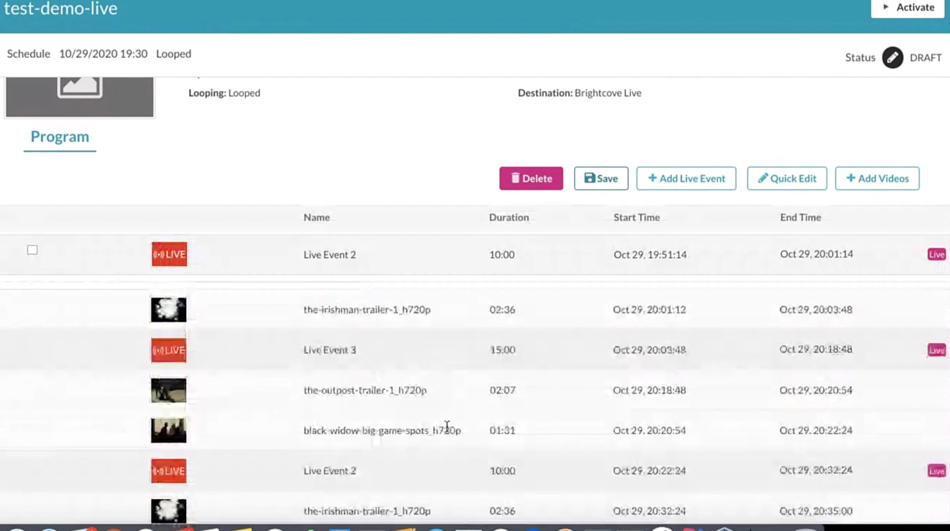 test-demo-live
Activate
Schedule 10/29/2020 19:30 Looped
Status DRAFT
Looping: Looped Destination: Brightcove Live
Program
Delete Save + Add Live Event Quick Edit + Add Videos
Name Duration Start Time End Time
LIVE Live Event 2 10:00 Oct 29, 19:51:14 Oct 29, 20:01:14 Live
the-irishman-trailer-1_h720p 02:36 Oct 29, 20:01:12 Oct 29, 20:03:48
LIVE Live Event 3 15:00 Oct 29, 20:03:48 Oct 29, 20:18:48 Live
the-outpost-trailer-1_h720p 02:07 Oct 29, 20:18:48 Oct 29, 20:20:54
black-widow-big-game-spots_h720p 01:31 Oct 29, 20:20:54 Oct 29, 20:22:24
LIVE Live Event 2 10:00 Oct 29, 20:22:24 Oct 29, 20:32:24 Live
the-irishman-trailer-1_h720p 02:36 Oct 29, 20:32:24 Oct 29, 20:35:00